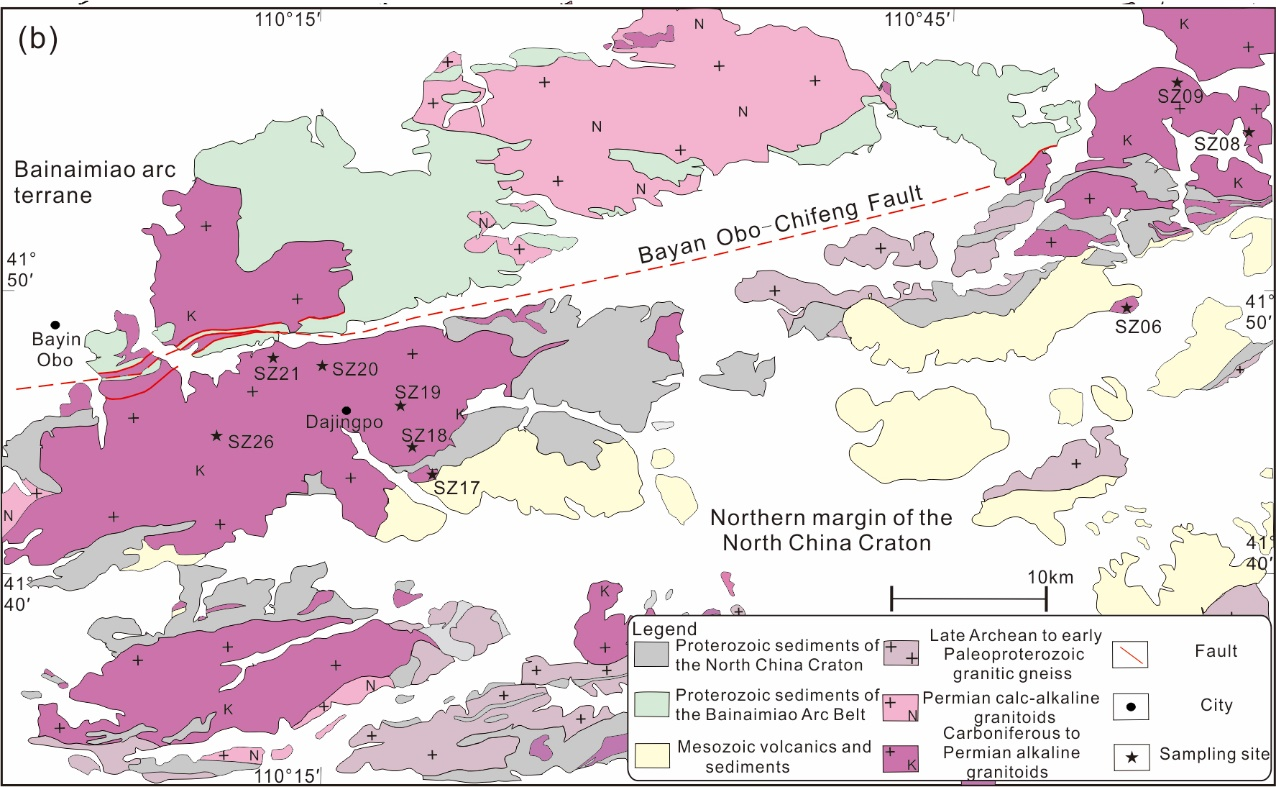 (b)
110°15′
110°45′
N
K
+
+
N
+
+
SZ09
+
+
+
N
N
K
SZ08
Bainaimiao arc
terrane
+
+
N
K
+
+
N
Bayan Obo-Chifeng Fault
+
+
+
41°
50′
+
+
K
41°
50′
Bayin
Obo
SZ06
SZ21
SZ20
+
+
+
SZ19
Dajingpo
K
+
SZ26
SZ18
K
+
+
SZ17
+
N
+
+
Northern margin of the
North China Craton
41°
40′
41°
40′
10km
K
+
+
+
+
+
+
+
N
K
+
+
+
+
+
+
+
N
110°15′
Legend
Proterozoic sediments of
the North China Craton
Proterozoic sediments of
the Bainaimiao Arc Belt
Mesozoic volcanics and
sediments
+
+
Late Archean to early
Paleoproterozoic
granitic gneiss
+
N
Permian calc-alkaline
granitoids
+
K
Carboniferous to
Permian alkaline
granitoids
Fault
City
Sampling site